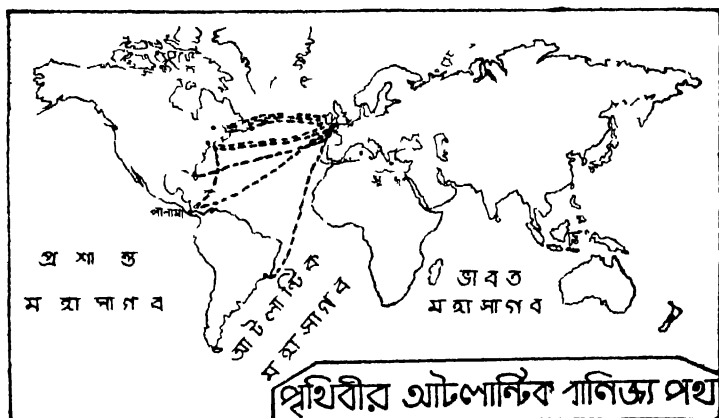 পানামা
প্রশান্ত
মহাসাগর
আটলান্টিক
মহাসাগর
ভারত
মহাসাগর
পৃথিবীর আটলান্টিক বানিজ্য পথ